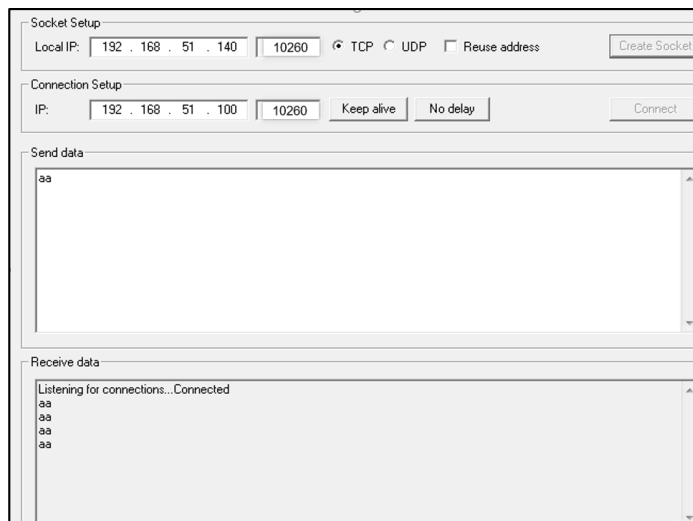 Socket Setup
Local IP: 192 . 168 . 51 . 140 10260 TCP UDP Reuse address Create Socket
Connection Setup
IP: 192 . 168 . 51 . 100 10260 Keep alive No delay Connect
Send data
aa
Receive data
Listening for connections...Connected
aa
aa
aa
aa